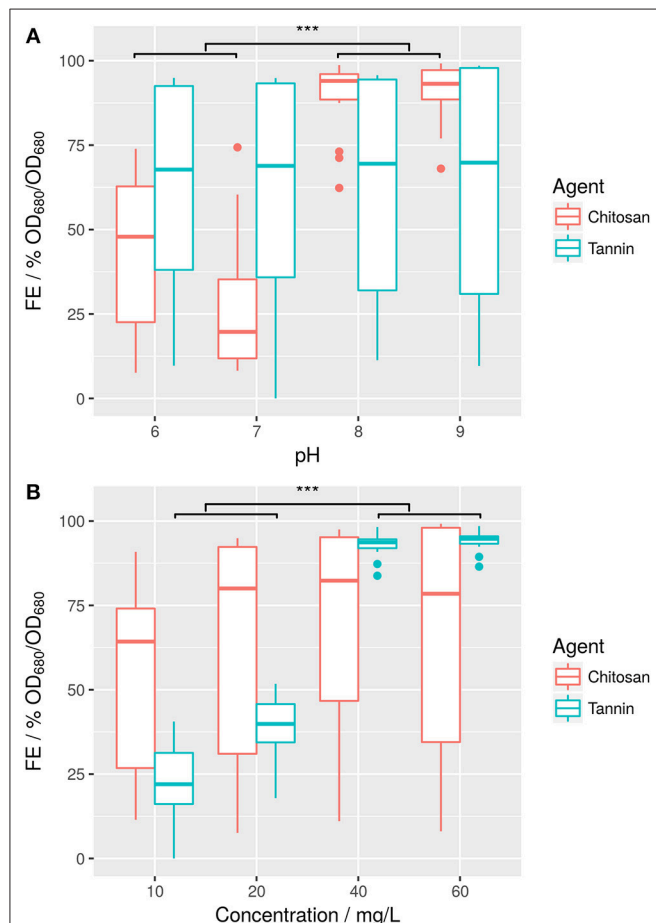 A
***
100
75
50
25
0
FE / % OD680/OD680
6 7 8 9
pH
Agent
Chitosan
Tannin
B
***
100
75
50
25
0
FE / % OD680/OD680
10 20 40 60
Concentration / mg/L
Agent
Chitosan
Tannin